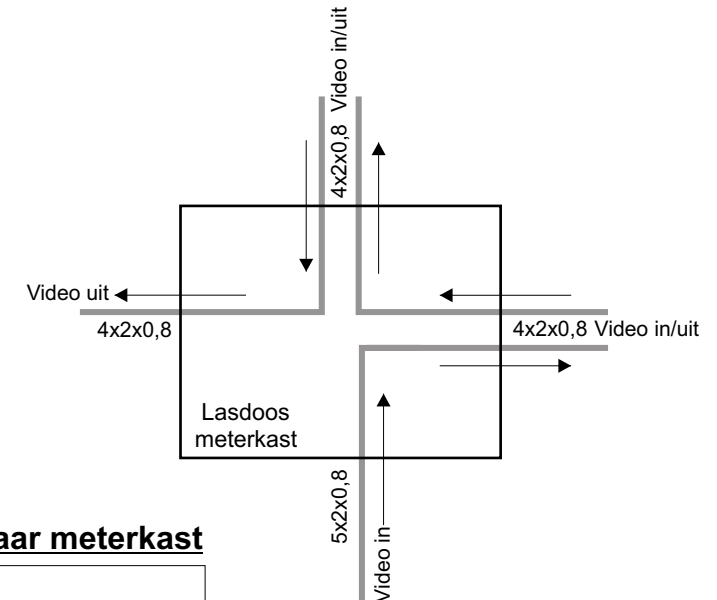 4x2x0,8 Video in/uit
Video uit
4x2x0,8
4x2x0,8 Video in/uit
Lasdoos
meterkast
5x2x0,8
Video in
aar meterkast